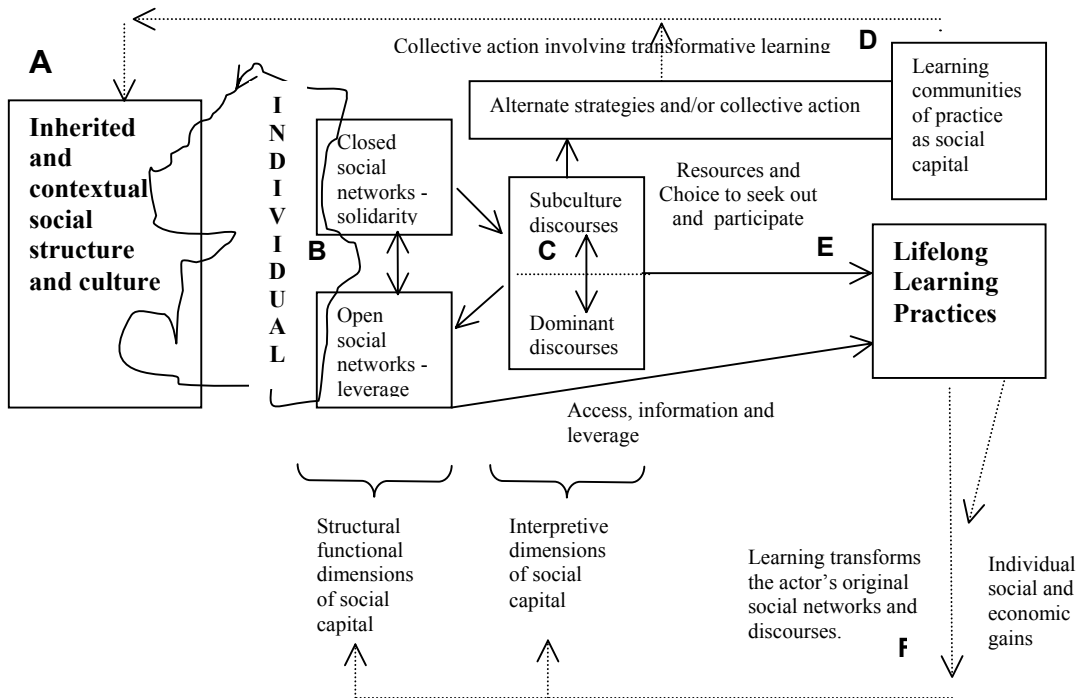 Collective action involving transformative learning
D
A
Learning
communities
of practice
as social
capital
Alternate strategies and/or collective action
Inherited
and
contextual
social
structure
and culture
I
N
D
I
V
I
D
U
A
L
Closed
social
networks -
solidarity
B
Open
social
networks -
leverage
Subculture
discourses
C
Dominant
discourses
Resources and
Choice to seek out
and participate
E
Lifelong
Learning
Practices
Access, information and
leverage
Structural
functional
dimensions
of social
capital
Interpretive
dimensions
of social
capital
Learning transforms
the actor's original
social networks and
discourses.
F
Individual
social and
economic
gains